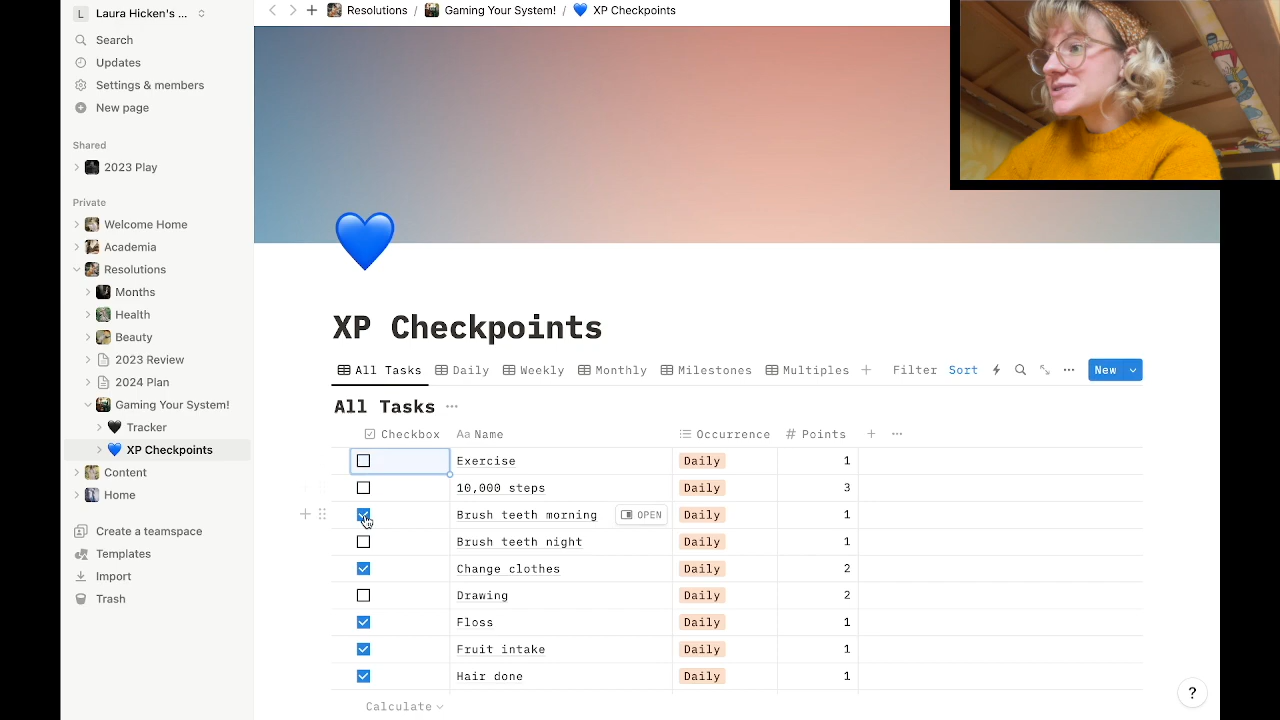 L Laura Hicken's ...
Search
Updates
Settings & members
New page
Shared
2023 Play
Private
Welcome Home
Academia
Resolutions
Months
Health
Beauty
2023 Review
2024 Plan
Gaming Your System!
Tracker
XP Checkpoints
Content
Home
Create a teamspace
Templates
Import
Trash
Resolutions / Gaming Your System! / XP Checkpoints
XP Checkpoints
All Tasks Daily Weekly Monthly Milestones Multiples Filter Sort New
All Tasks
Checkbox Aa Name Occurrence # Points
Exercise Daily 1
10,000 steps Daily 3
Brush teeth morning OPEN Daily 1
Brush teeth night Daily 1
Change clothes Daily 2
Drawing Daily 2
Floss Daily 1
Fruit intake Daily 1
Hair done Daily 1
Calculate
?